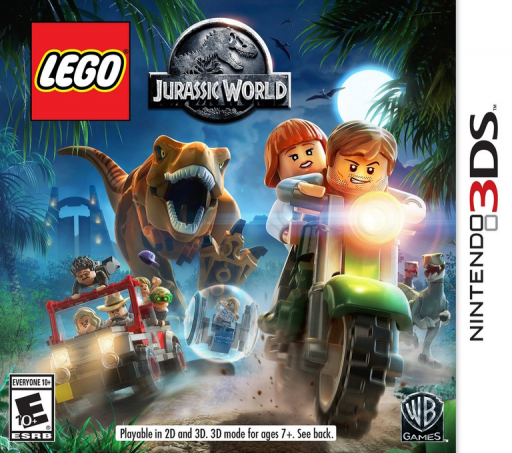 LEGO
JURASSIC WORLD
NINTENDO 3DS™
EVERYONE 10+
E
10+
ESRB
Playable in 2D and 3D. 3D mode for ages 7+. See back.
WB
GAMES